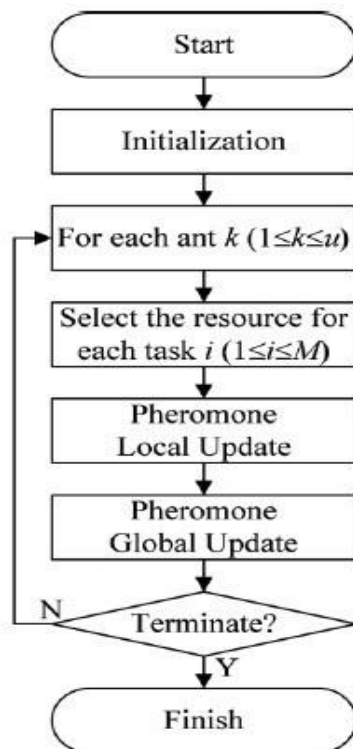 Start
Initialization
For each ant k (1≤k≤u)
Select the resource for
each task i (1≤i≤M)
Pheromone
Local Update
Pheromone
Global Update
N
Terminate?
Y
Finish